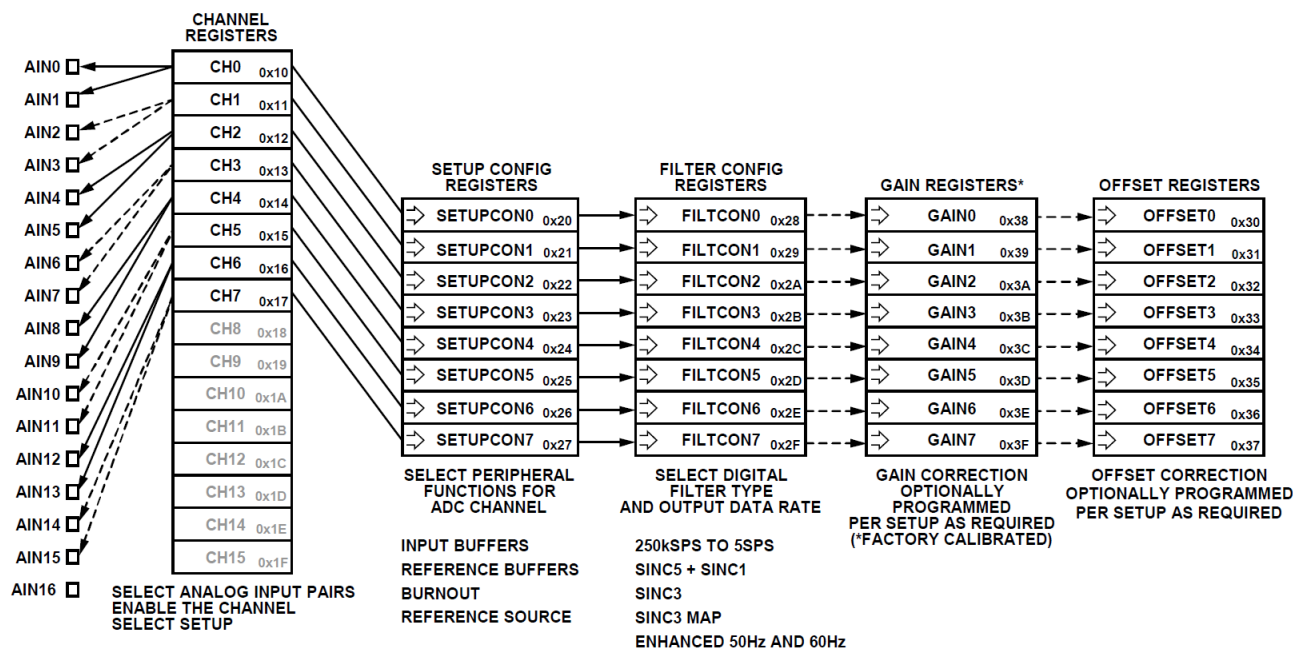 CHANNEL
REGISTERS
AIN0
AIN1
AIN2
AIN3
AIN4
AIN5
AIN6
AIN7
AIN8
AIN9
AIN10
AIN11
AIN12
AIN13
AIN14
AIN15
AIN16
CH0 0x10
CH1 0x11
CH2 0x12
CH3 0x13
CH4 0x14
CH5 0x15
CH6 0x16
CH7 0x17
CH8 0x18
CH9 0x19
CH10 0x1A
CH11 0x1B
CH12 0x1C
CH13 0x1D
CH14 0x1E
CH15 0x1F
SELECT ANALOG INPUT PAIRS
ENABLE THE CHANNEL
SELECT SETUP
SETUP CONFIG
REGISTERS
SETUPCON0 0x20
SETUPCON1 0x21
SETUPCON2 0x22
SETUPCON3 0x23
SETUPCON4 0x24
SETUPCON5 0x25
SETUPCON6 0x26
SETUPCON7 0x27
SELECT PERIPHERAL
FUNCTIONS FOR
ADC CHANNEL
INPUT BUFFERS
REFERENCE BUFFERS
BURNOUT
REFERENCE SOURCE
FILTER CONFIG
REGISTERS
FILTCON0 0x28
FILTCON1 0x29
FILTCON2 0x2A
FILTCON3 0x2B
FILTCON4 0x2C
FILTCON5 0x2D
FILTCON6 0x2E
FILTCON7 0x2F
SELECT DIGITAL
FILTER TYPE
AND OUTPUT DATA RATE
250kSPS TO 5SPS
SINC5 + SINC1
SINC3
SINC3 MAP
ENHANCED 50Hz AND 60Hz
GAIN REGISTERS*
GAIN0 0x38
GAIN1 0x39
GAIN2 0x3A
GAIN3 0x3B
GAIN4 0x3C
GAIN5 0x3D
GAIN6 0x3E
GAIN7 0x3F
GAIN CORRECTION
OPTIONALLY
PROGRAMMED
PER SETUP AS REQUIRED
(*FACTORY CALIBRATED)
OFFSET REGISTERS
OFFSET0 0x30
OFFSET1 0x31
OFFSET2 0x32
OFFSET3 0x33
OFFSET4 0x34
OFFSET5 0x35
OFFSET6 0x36
OFFSET7 0x37
OFFSET CORRECTION
OPTIONALLY PROGRAMMED
PER SETUP AS REQUIRED